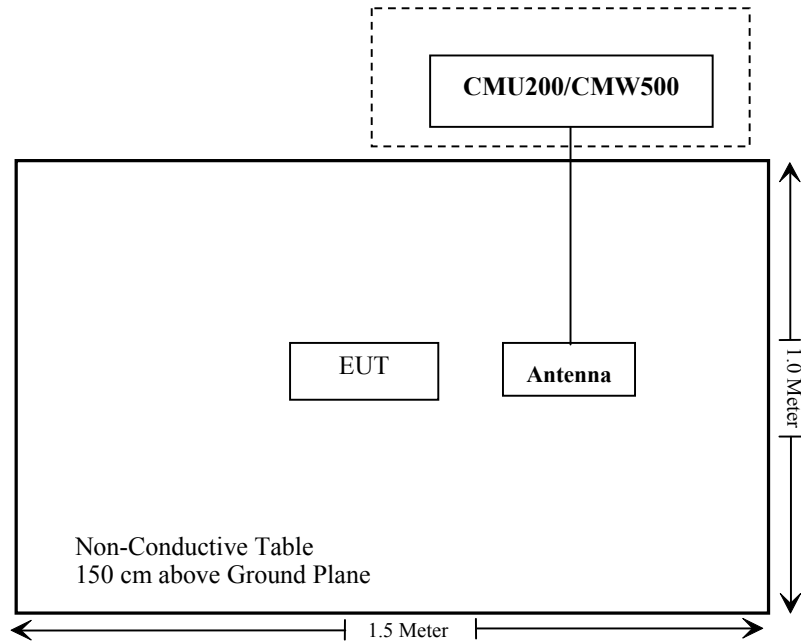 CMU200/CMW500
EUT
Antenna
1.0 Meter
Non-Conductive Table
150 cm above Ground Plane
1.5 Meter